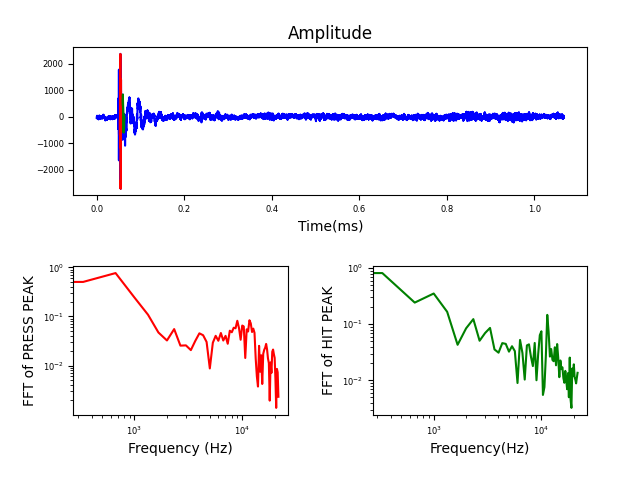 Amplitude
2000
1000
0
−1000
−2000
0.0 0.2 0.4 0.6 0.8 1.0
Time(ms)
FFT of PRESS PEAK
10⁰
10⁻¹
10⁻²
10³ 10⁴
Frequency (Hz)
FFT of HIT PEAK
10⁰
10⁻¹
10⁻²
10³ 10⁴
Frequency(Hz)